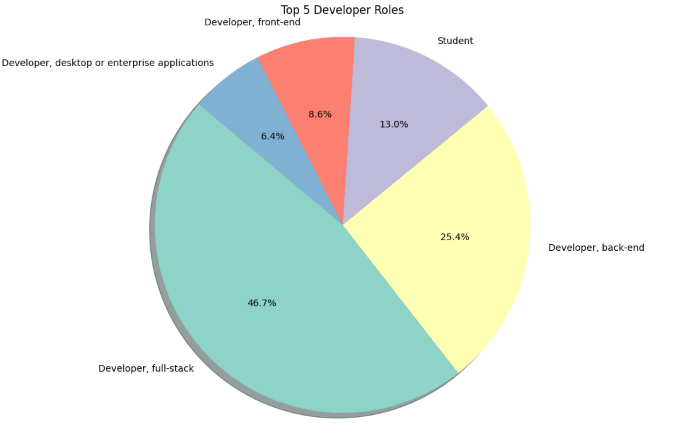 Top 5 Developer Roles
Developer, front-end
Student
Developer, desktop or enterprise applications
8.6%
13.0%
6.4%
25.4%
Developer, back-end
46.7%
Developer, full-stack